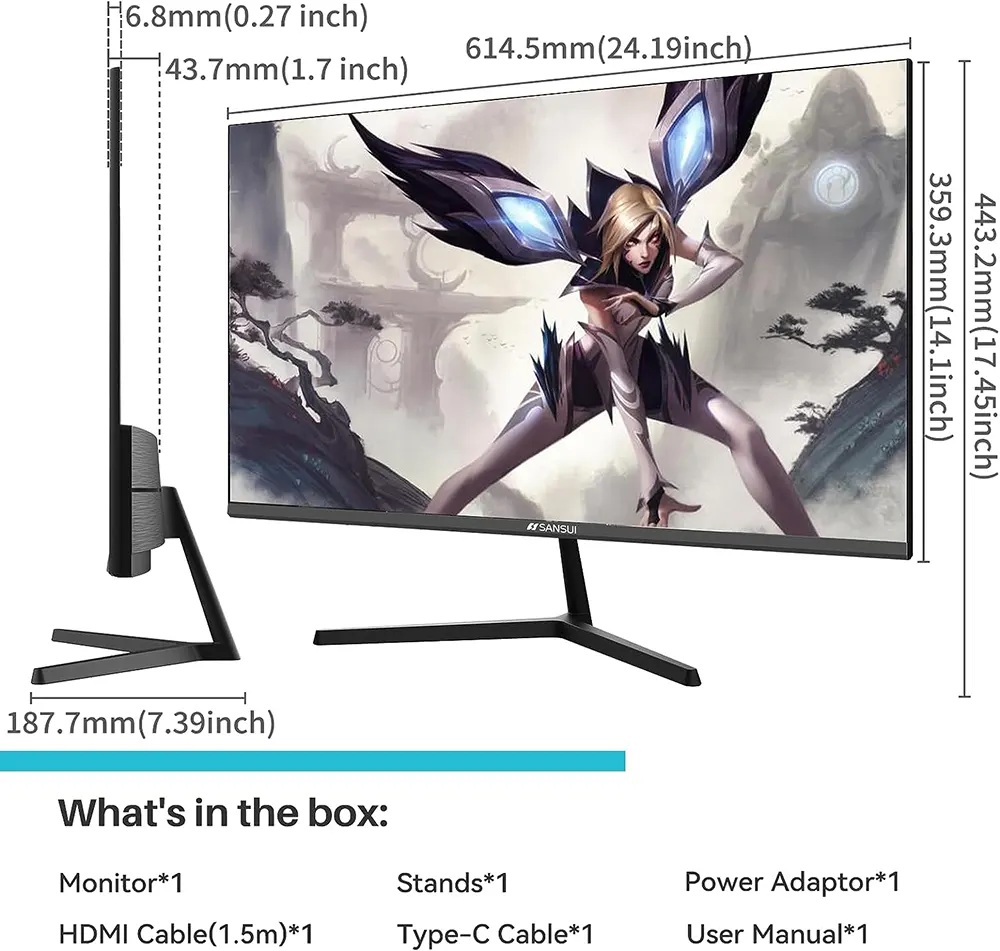 6.8mm(0.27 inch)
43.7mm(1.7 inch)
614.5mm(24.19inch)
359.3mm(14.1inch)
443.2mm(17.45inch)
SANSUI
187.7mm(7.39inch)
What's in the box:
Monitor*1 Stands*1 Power Adaptor*1
HDMI Cable(1.5m)*1 Type-C Cable*1 User Manual*1